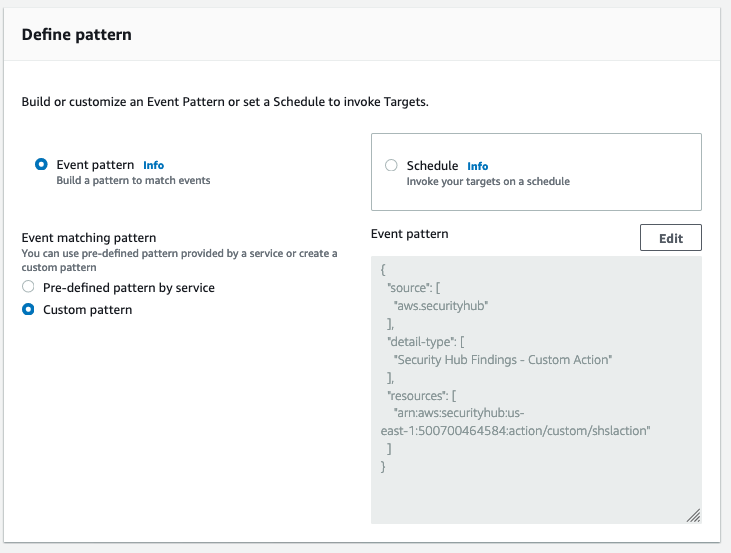 Define pattern
Build or customize an Event Pattern or set a Schedule to invoke Targets.
Event pattern Info
Build a pattern to match events
Schedule Info
Invoke your targets on a schedule
Event matching pattern
You can use pre-defined pattern provided by a service or create a
custom pattern
Pre-defined pattern by service
Custom pattern
Event pattern
Edit
{
"source": [
"aws.securityhub"
],
"detail-type": [
"Security Hub Findings - Custom Action"
],
"resources": [
"arn:aws:securityhub:us-
east-1:500700464584:action/custom/shslaction"
]
}